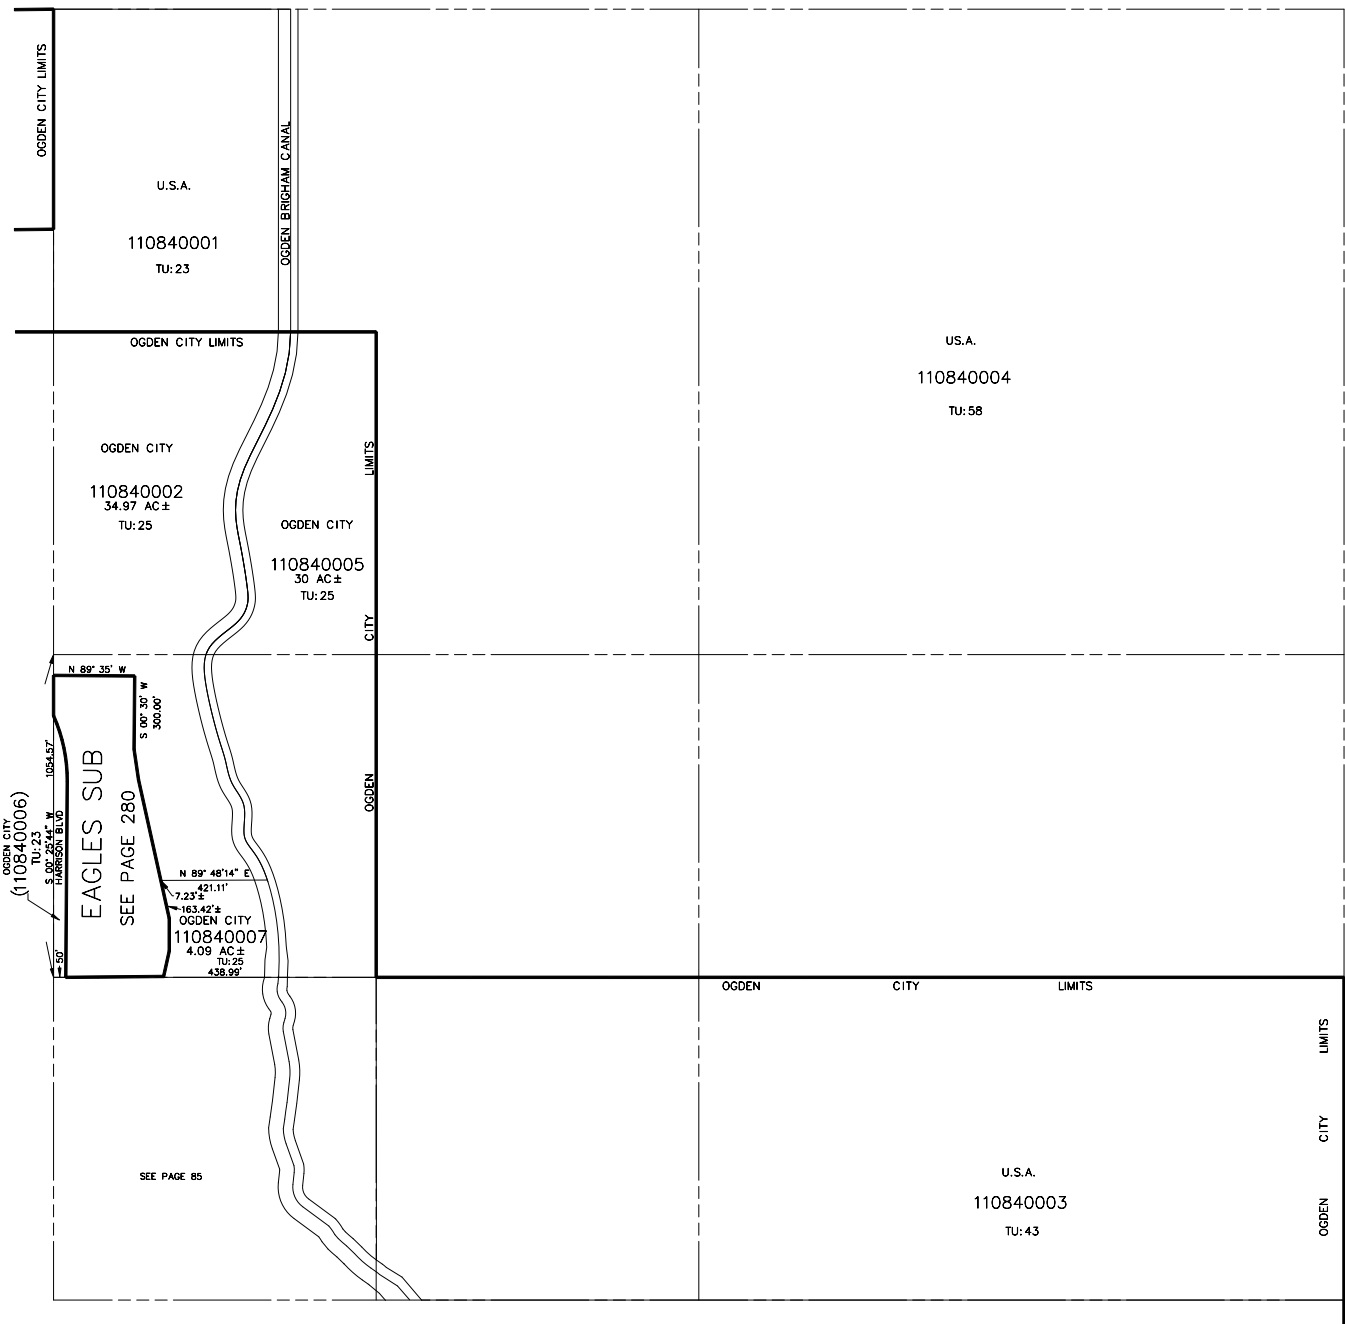 OGDEN CITY LIMITS
U.S.A.
110840001
TU: 23
OGDEN BRIGHAM CANAL
OGDEN CITY LIMITS
US.A.
110840004
TU: 58
OGDEN CITY
110840002
34.97 AC±
TU: 25
OGDEN CITY
110840005
30 AC±
TU: 25
OGDEN CITY LIMITS
N 89° 35' W
S 00° 30' W
300.00'
1054.57'
S 00° 25'44" W
HARRISON BLVD
OGDEN CITY
(110840006)
TU: 23
50'
EAGLES SUB
SEE PAGE 280
N 89° 48'14" E
421.11'
7.23'±
163.42'±
OGDEN CITY
110840007
4.09 AC±
TU: 25
438.99'
OGDEN CITY LIMITS
OGDEN CITY LIMITS
SEE PAGE 85
U.S.A.
110840003
TU: 43